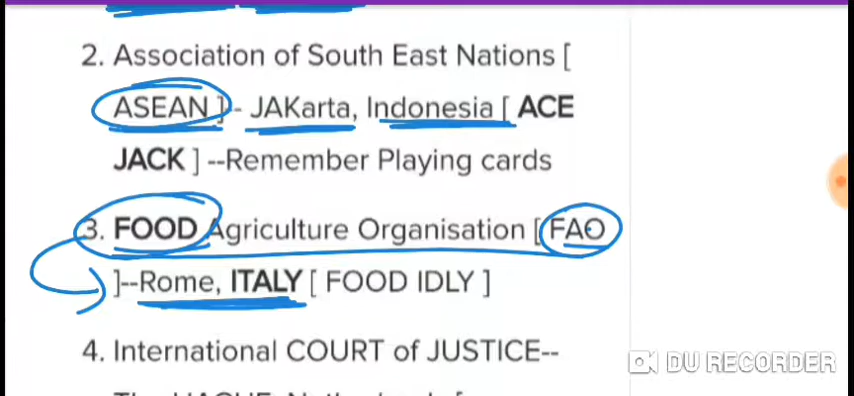 2. Association of South East Nations [
ASEAN ]- JAKarta, Indonesia [ ACE
JACK ] --Remember Playing cards
3. FOOD Agriculture Organisation [ FAO
]--Rome, ITALY [ FOOD IDLY ]
4. International COURT of JUSTICE--
DU RECORDER